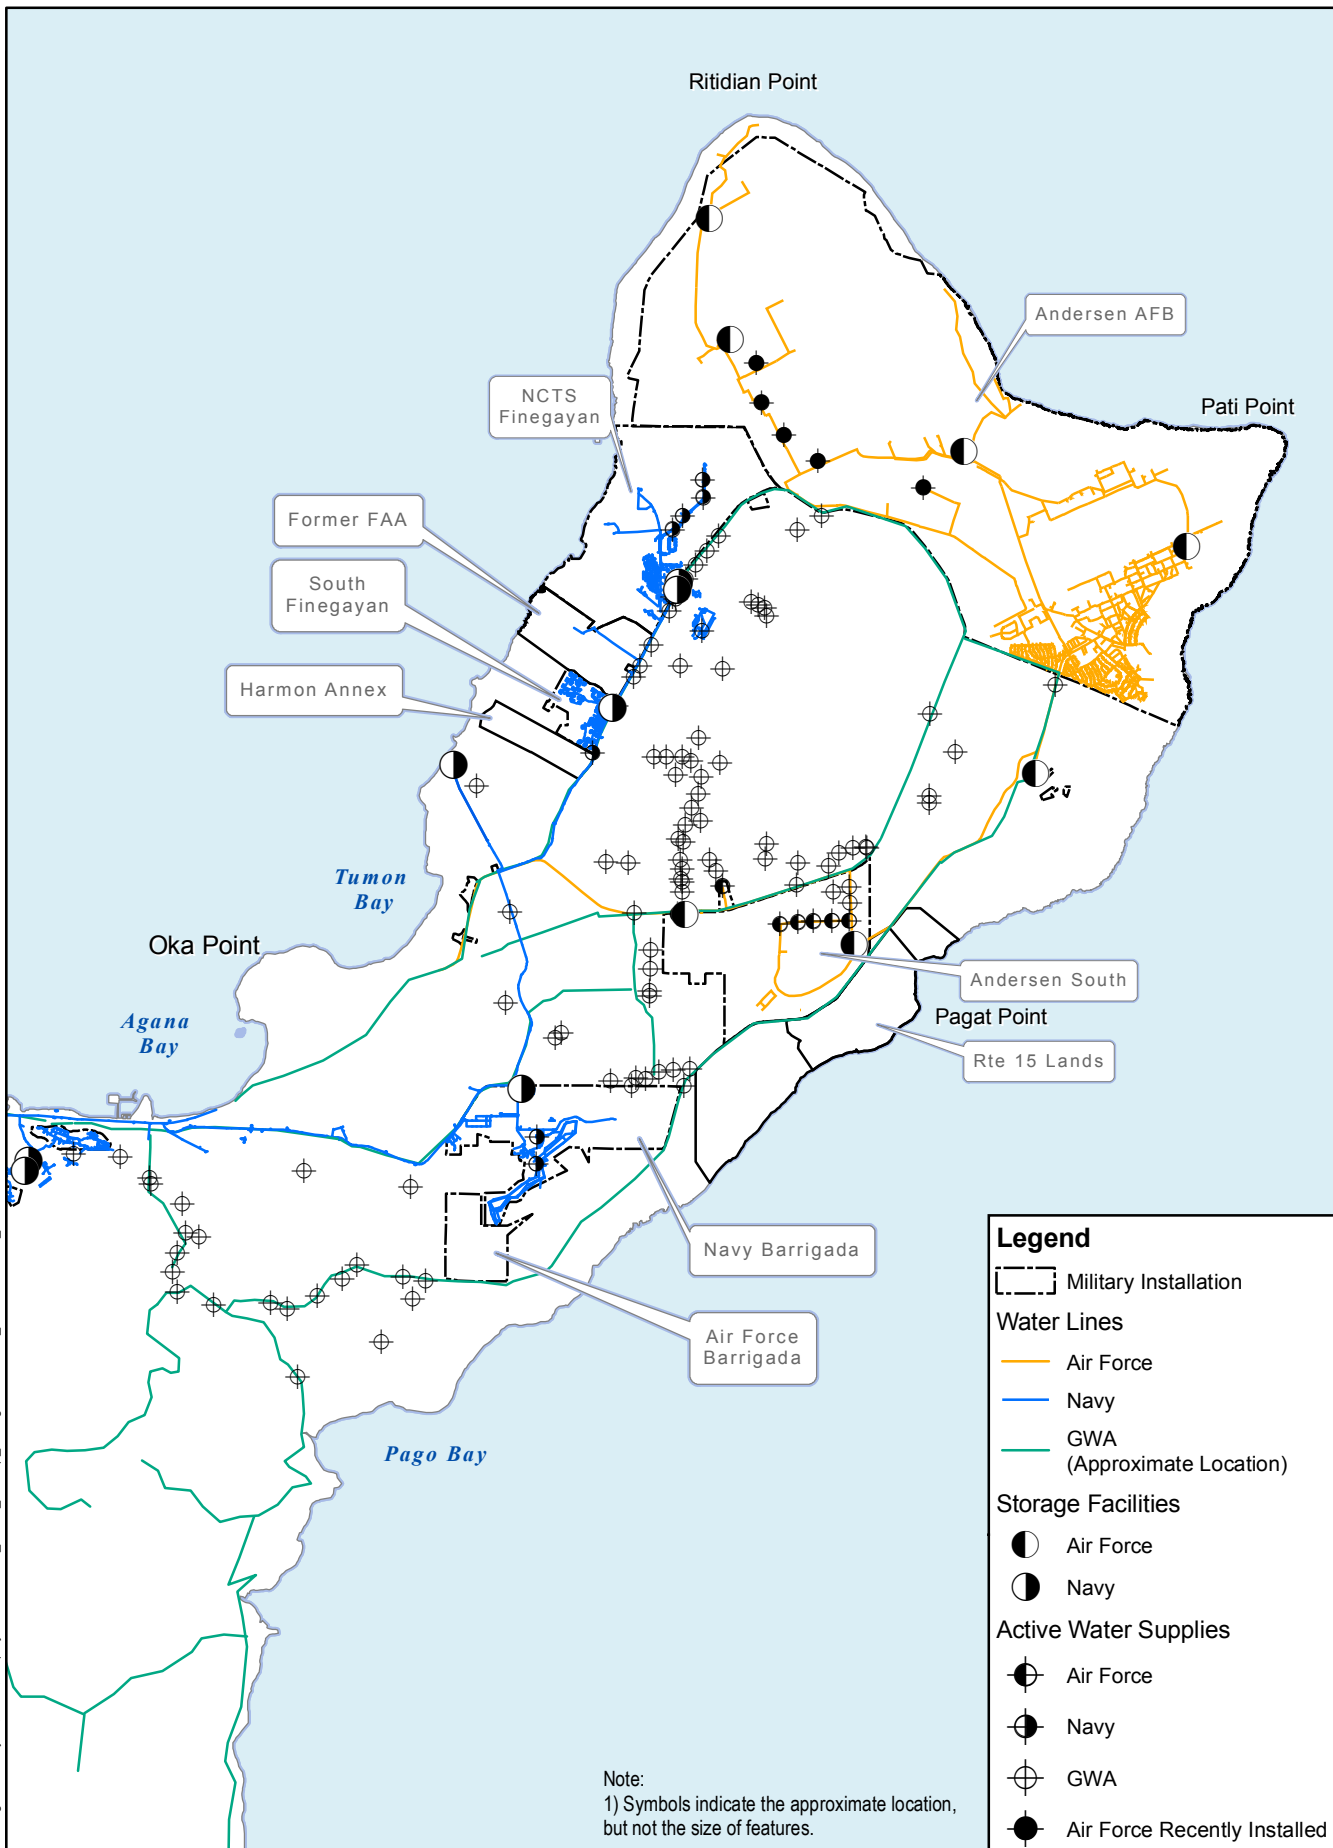 Ritidian Point
Andersen AFB
NCTS
Finegayan
Pati Point
Former FAA
South
Finegayan
Harmon Annex
Tumon
Bay
Oka Point
Andersen South
Agana
Bay
Pagat Point
Rte 15 Lands
Navy Barrigada
Air Force
Barrigada
Pago Bay
Legend
Military Installation
Water Lines
Air Force
Navy
GWA
(Approximate Location)
Storage Facilities
Air Force
Navy
Active Water Supplies
Air Force
Navy
GWA
Air Force Recently Installed
Note:
1) Symbols indicate the approximate location,
but not the size of features.